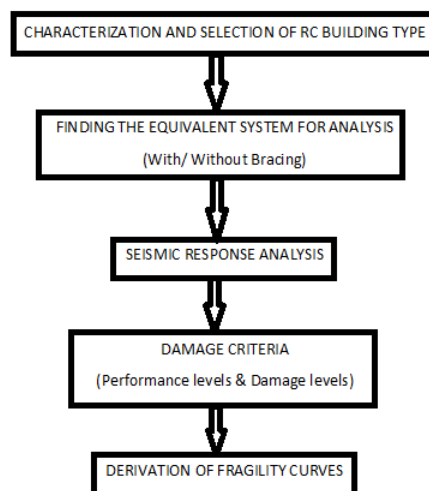 CHARACTERIZATION AND SELECTION OF RC BUILDING TYPE
FINDING THE EQUIVALENT SYSTEM FOR ANALYSIS
(With/ Without Bracing)
SEISMIC RESPONSE ANALYSIS
DAMAGE CRITERIA
(Performance levels & Damage levels)
DERIVATION OF FRAGILITY CURVES